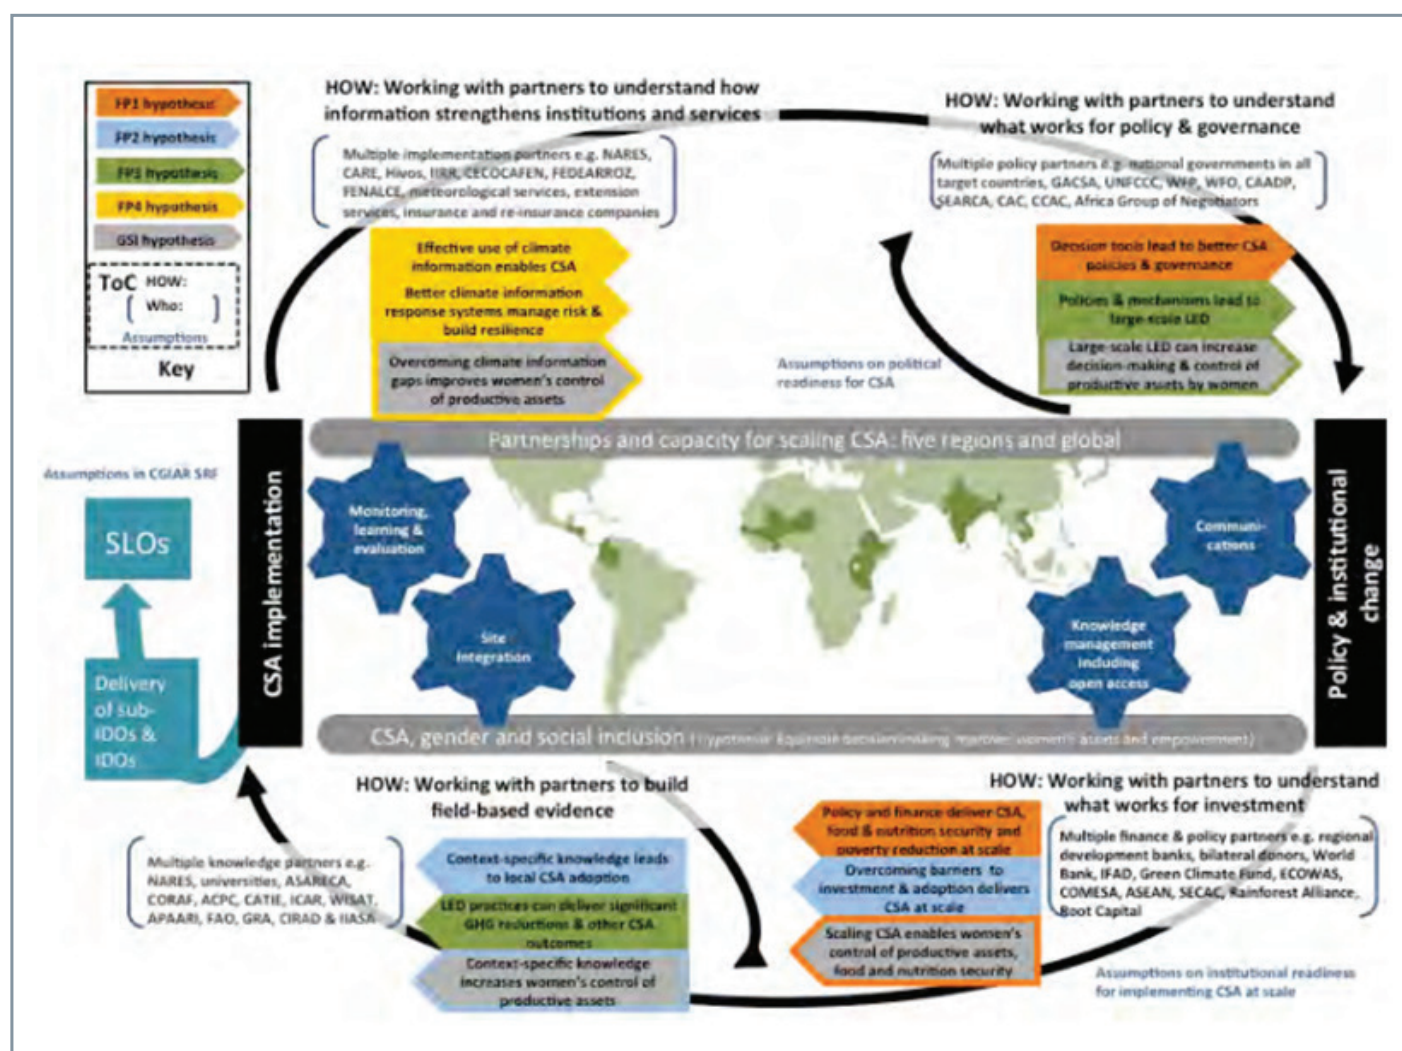 FP1 hypothesis
FP2 hypothesis
FP3 hypothesis
FP4 hypothesis
GSI hypothesis
ToC HOW:
Who:
Assumptions
Key
HOW: Working with partners to understand how
information strengthens institutions and services
Multiple implementation partners e.g. NARES,
CARE, Hivos, IIRR, CECOCAFEN, FEDEARROZ,
FENALCE, meteorological services, extension
services, insurance and re-insurance companies
Effective use of climate
information enables CSA
Better climate information
response systems manage risk &
build resilience
Overcoming climate information
gaps improves women's control
of productive assets
HOW: Working with partners to understand
what works for policy & governance
Multiple policy partners e.g. national governments in all
target countries, GACSA, UNFCCC, WFP, WFO, CAADP,
SEARCA, CAC, CCAC, Africa Group of Negotiators
Decision tools lead to better CSA
policies & governance
Policies & mechanisms lead to
large-scale LED
Large-scale LED can increase
decision-making & control of
productive assets by women
Assumptions on political
readiness for CSA
Partnerships and capacity for scaling CSA: five regions and global
Assumptions in CGIAR SRF
SLOs
Delivery
of sub-
IDOs &
IDOs
CSA implementation
Monitoring,
learning &
evaluation
Site
integration
Communi-
cations
Knowledge
management
including
open access
Policy & institutional
change
CSA, gender and social inclusion (Hypothesis: Equitable decision-making improves women's assets and empowerment)
HOW: Working with partners to build
field-based evidence
Multiple knowledge partners e.g.
NARES, universities, ASARECA,
CORAF, ACPC, CATIE, ICAR, WISAT,
APAARI, FAO, GRA, CIRAD & IIASA
Context-specific knowledge leads
to local CSA adoption
LED practices can deliver significant
GHG reductions & other CSA
outcomes
Context-specific knowledge
increases women's control of
productive assets
HOW: Working with partners to understand
what works for investment
Policy and finance deliver CSA,
food & nutrition security and
poverty reduction at scale
Overcoming barriers to
investment & adoption delivers
CSA at scale
Scaling CSA enables women's
control of productive assets,
food and nutrition security
Multiple finance & policy partners e.g. regional
development banks, bilateral donors, World
Bank, IFAD, Green Climate Fund, ECOWAS,
COMESA, ASEAN, SECAC, Rainforest Alliance,
Root Capital
Assumptions on institutional readiness
for implementing CSA at scale